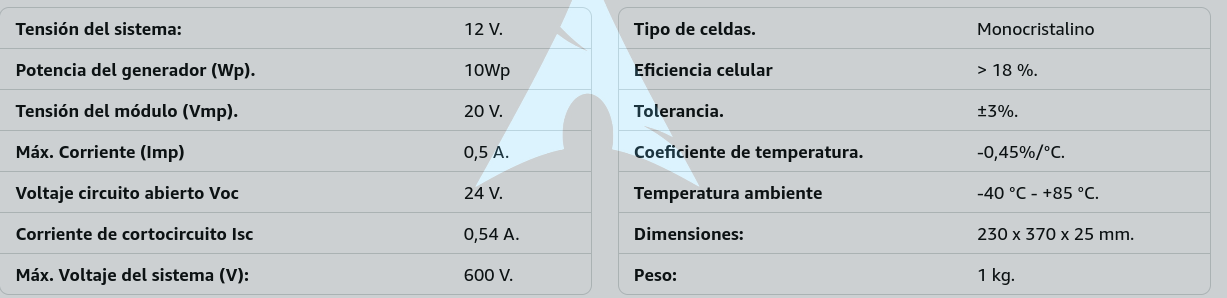 Tensión del sistema: 12 V.
Potencia del generador (Wp). 10Wp
Tensión del módulo (Vmp). 20 V.
Máx. Corriente (Imp) 0,5 A.
Voltaje circuito abierto Voc 24 V.
Corriente de cortocircuito Isc 0,54 A.
Máx. Voltaje del sistema (V): 600 V.
Tipo de celdas. Monocristalino
Eficiencia celular > 18 %.
Tolerancia. ±3%.
Coeficiente de temperatura. -0,45%/°C.
Temperatura ambiente -40 °C - +85 °C.
Dimensiones: 230 x 370 x 25 mm.
Peso: 1 kg.